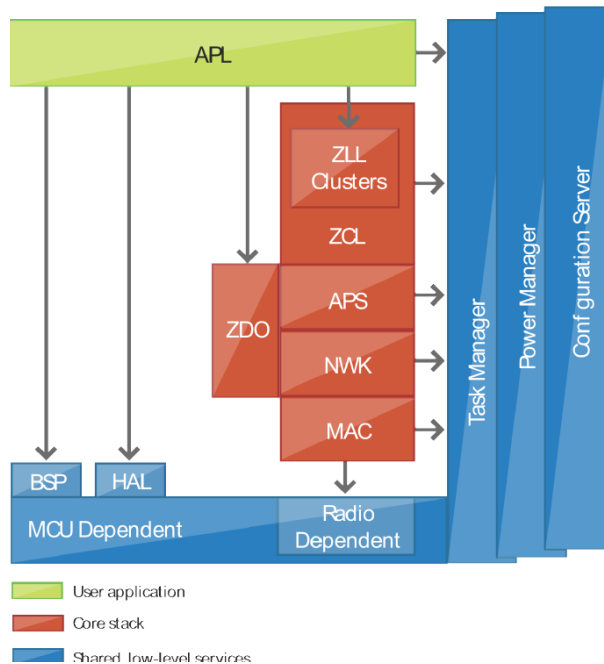 APL
ZLL
Clusters
ZCL
APS
ZDO
NWK
MAC
BSP
HAL
MCU Dependent
Radio
Dependent
Task Manager
Power Manager
Conf guration Server
User application
Core stack
Shared low-level services